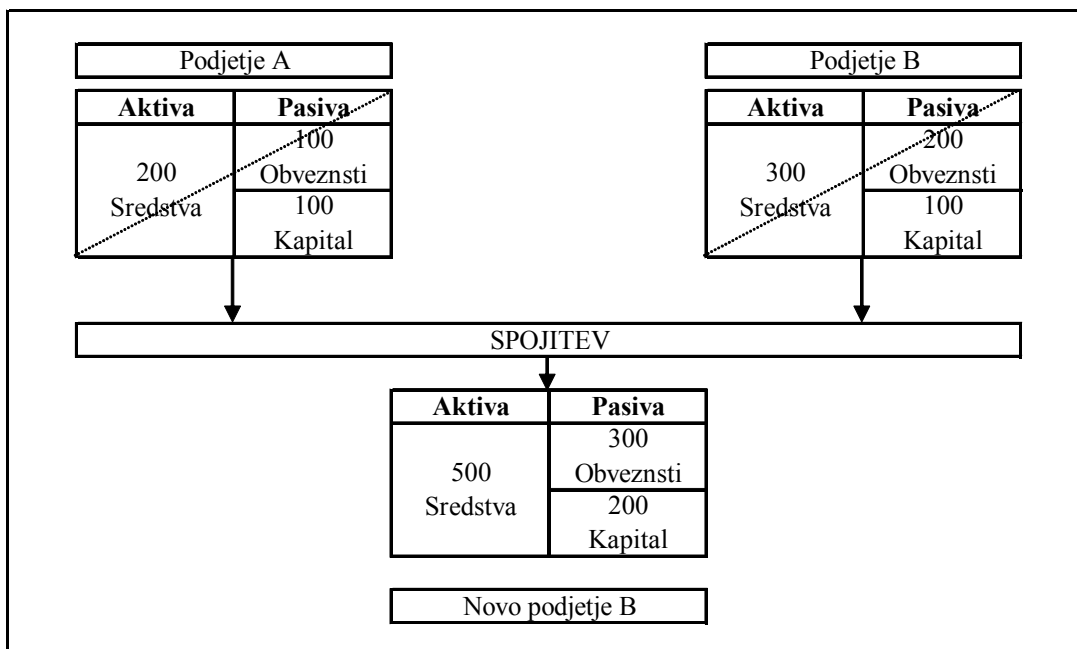 Podjetje A
Podjetje B
Aktiva
Pasiva
200
Sredstva
100
Obveznsti
100
Kapital
Aktiva
Pasiva
300
Sredstva
200
Obveznsti
100
Kapital
SPOJITEV
Aktiva
Pasiva
500
Sredstva
300
Obveznsti
200
Kapital
Novo podjetje B